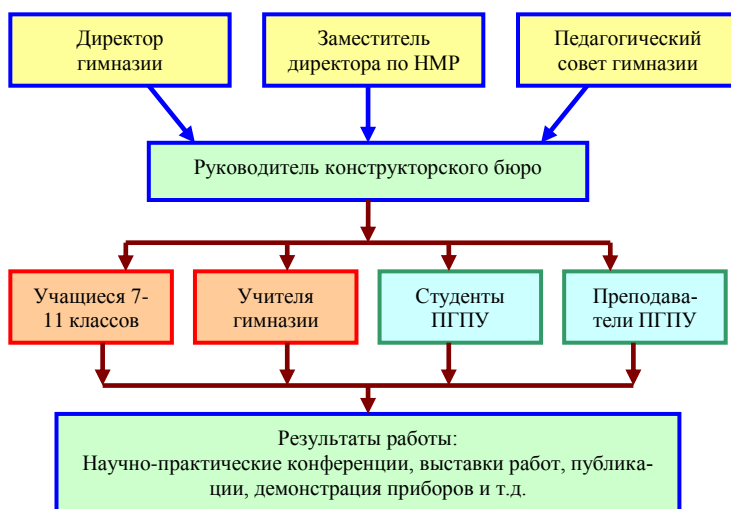 Директор
гимназии
Заместитель
директора по НМР
Педагогический
совет гимназии
Руководитель конструкторского бюро
Учащиеся 7-
11 классов
Учителя
гимназии
Студенты
ПГПУ
Преподава-
тели ПГПУ
Результаты работы:
Научно-практические конференции, выставки работ, публика-
ции, демонстрация приборов и т.д.